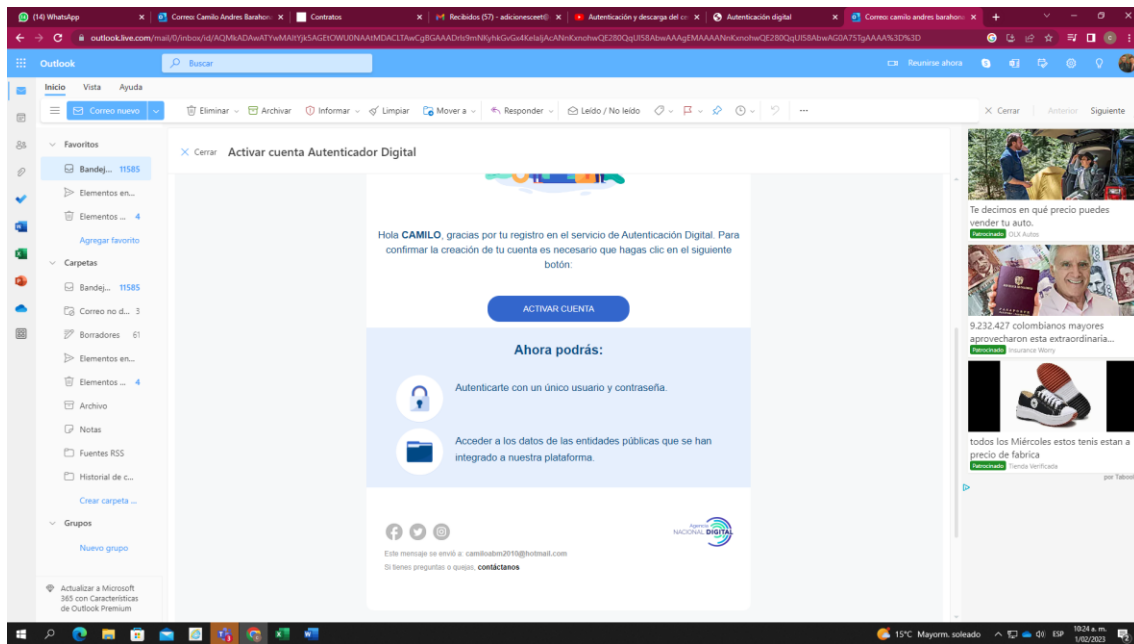 (14) WhatsApp
Correo: Camilo Andres Barahona
Contratos
Recibidos (57) - adicionesceet@
Autenticación y descarga del ce
Autenticación digital
Correo: camilo andres barahona
outlook.live.com/mail/0/inbox/id/
Outlook
Buscar
Reunirse ahora
Inicio Vista Ayuda
Correo nuevo
Eliminar Archivar Informar Limpiar Mover a Responder Leído / No leído
Cerrar Anterior Siguiente
Favoritos
Bandej... 11585
Elementos en...
Elementos ... 4
Agregar favorito
Carpetas
Bandej... 11585
Correo no d... 3
Borradores 61
Elementos en...
Elementos ... 4
Archivo
Notas
Fuentes RSS
Historial de c...
Crear carpeta ...
Grupos
Nuevo grupo
Actualizar a Microsoft
365 con Características
de Outlook Premium
Cerrar Activar cuenta Autenticador Digital
Hola CAMILO, gracias por tu registro en el servicio de Autenticación Digital. Para
confirmar la creación de tu cuenta es necesario que hagas clic en el siguiente
botón:
ACTIVAR CUENTA
Ahora podrás:
Autenticarte con un único usuario y contraseña.
Acceder a los datos de las entidades públicas que se han
integrado a nuestra plataforma.
Agencia
NACIONAL DIGITAL
Este mensaje se envió a: camiloabm2010@hotmail.com
Si tienes preguntas o quejas, contáctanos
Te decimos en qué precio puedes
vender tu auto.
Patrocinado OLX Autos
9.232.427 colombianos mayores
aprovecharon esta extraordinaria...
Patrocinado Insurance Worry
todos los Miércoles estos tenis estan a
precio de fabrica
Patrocinado Tienda Verificada
por Tabool
15°C Mayorm. soleado
ESP
10:24 a. m.
1/02/2023